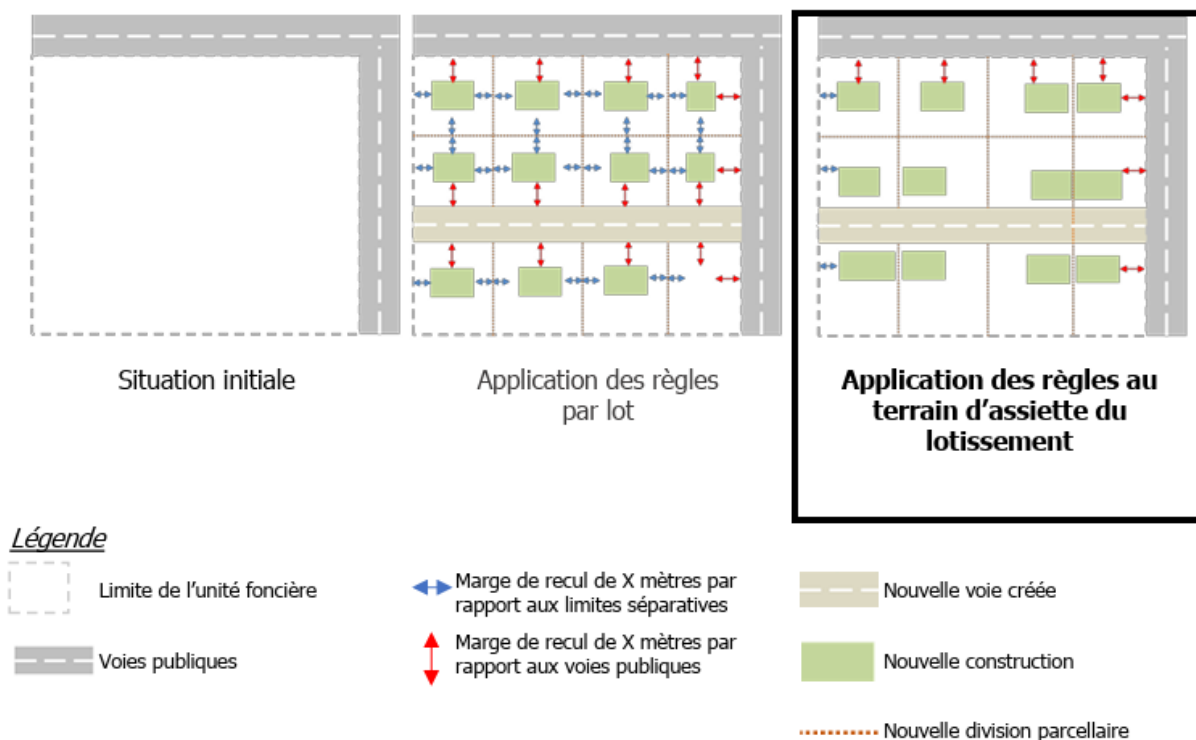 Situation initiale
Application des règles
par lot
Application des règles au
terrain d'assiette du
lotissement
Légende
Limite de l'unité foncière
Marge de recul de X mètres par
rapport aux limites séparatives
Nouvelle voie créée
Voies publiques
Marge de recul de X mètres par
rapport aux voies publiques
Nouvelle construction
Nouvelle division parcellaire